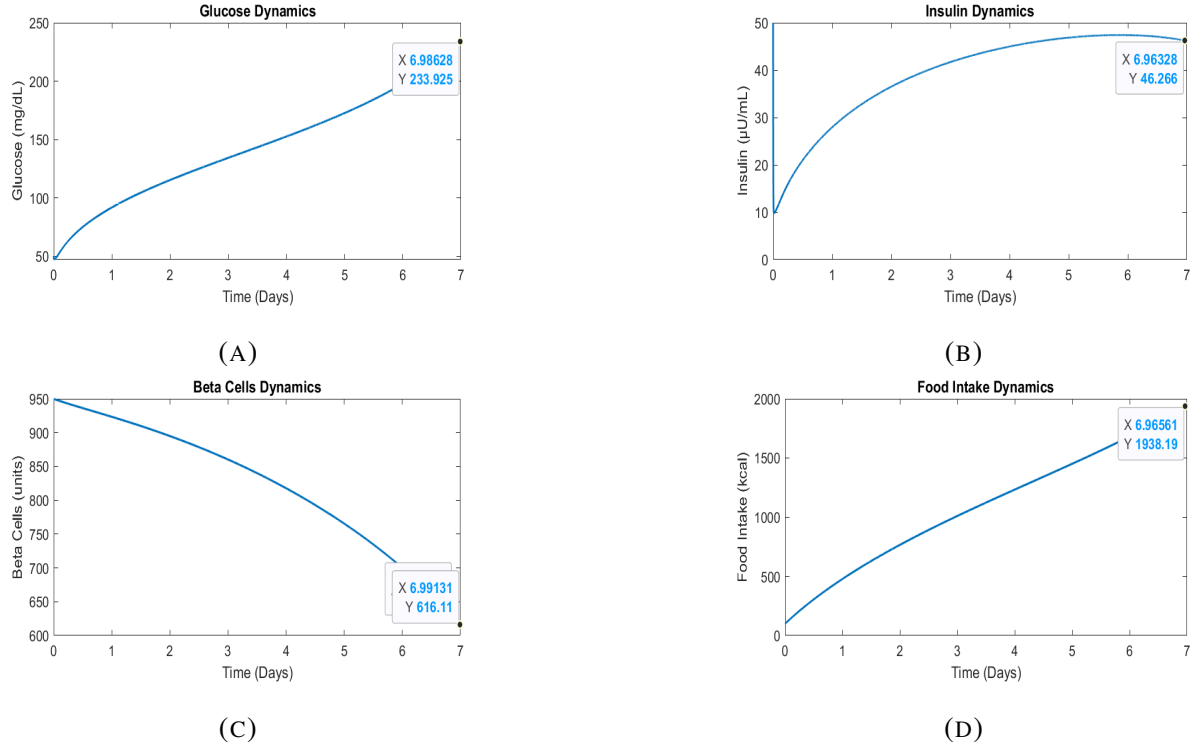 Glucose Dynamics
250
200
150
100
50
Glucose (mg/dL)
X 6.98628
Y 233.925
0 1 2 3 4 5 6 7
Time (Days)
(A)
Insulin Dynamics
50
40
30
20
10
0
Insulin (µU/mL)
X 6.96328
Y 46.266
0 1 2 3 4 5 6 7
Time (Days)
(B)
Beta Cells Dynamics
950
900
850
800
750
700
650
600
Beta Cells (units)
X 6.99131
Y 616.11
0 1 2 3 4 5 6 7
Time (Days)
(C)
Food Intake Dynamics
2000
1500
1000
500
0
Food Intake (kcal)
X 6.96561
Y 1938.19
0 1 2 3 4 5 6 7
Time (Days)
(D)